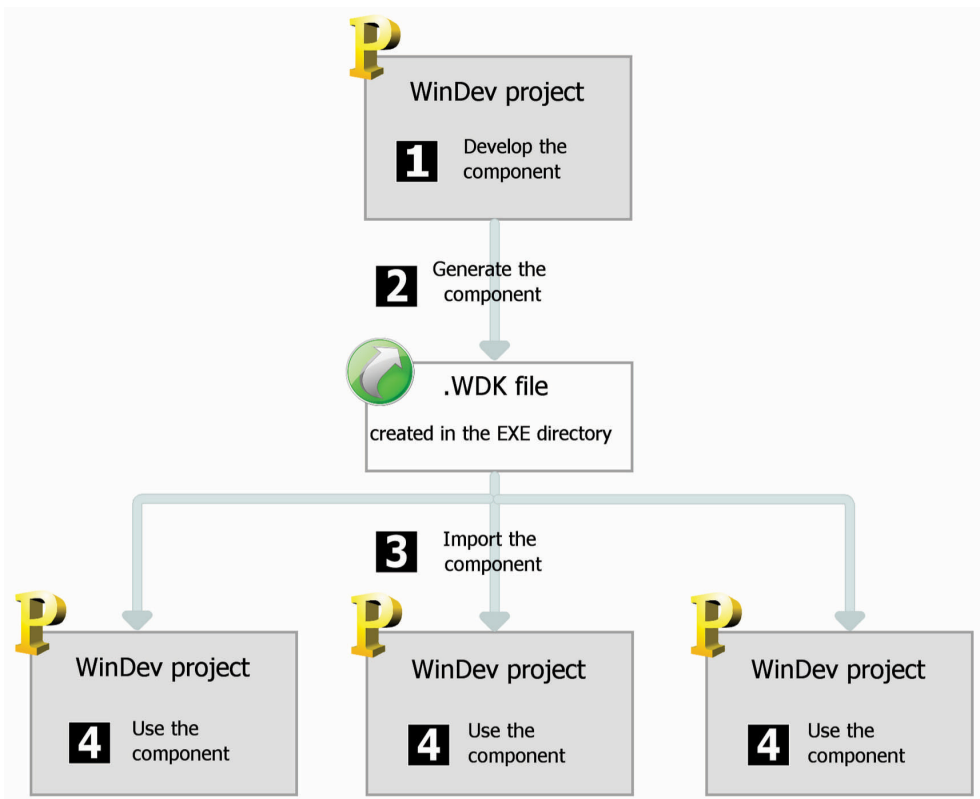 P
WinDev project
1
Develop the
component
2
Generate the
component
.WDK file
created in the EXE directory
3
Import the
component
P
WinDev project
4
Use the
component
P
WinDev project
4
Use the
component
P
WinDev project
4
Use the
component